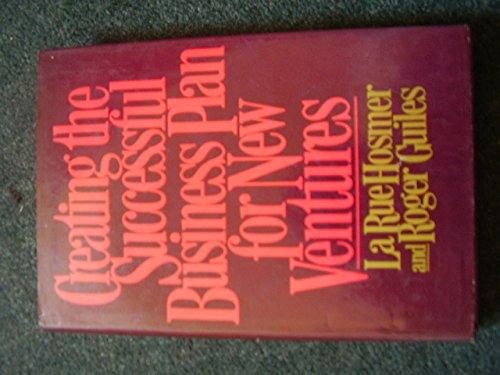 Creating the
Successful
Business Plan
for New
Ventures
La Rue Hosmer
and Roger Guiles